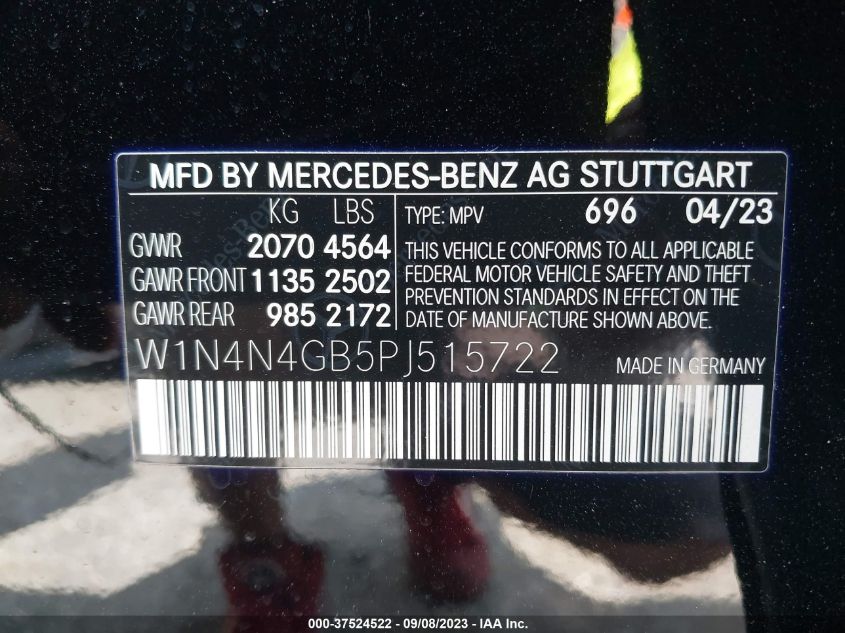 MFD BY MERCEDES-BENZ AG STUTTGART
KG LBS
GVWR 2070 4564
GAWR FRONT 1135 2502
GAWR REAR 985 2172
TYPE: MPV 696 04/23
THIS VEHICLE CONFORMS TO ALL APPLICABLE
FEDERAL MOTOR VEHICLE SAFETY AND THEFT
PREVENTION STANDARDS IN EFFECT ON THE
DATE OF MANUFACTURE SHOWN ABOVE.
W1N4N4GB5PJ515722 MADE IN GERMANY
000-37524522 - 09/08/2023 - IAA Inc.